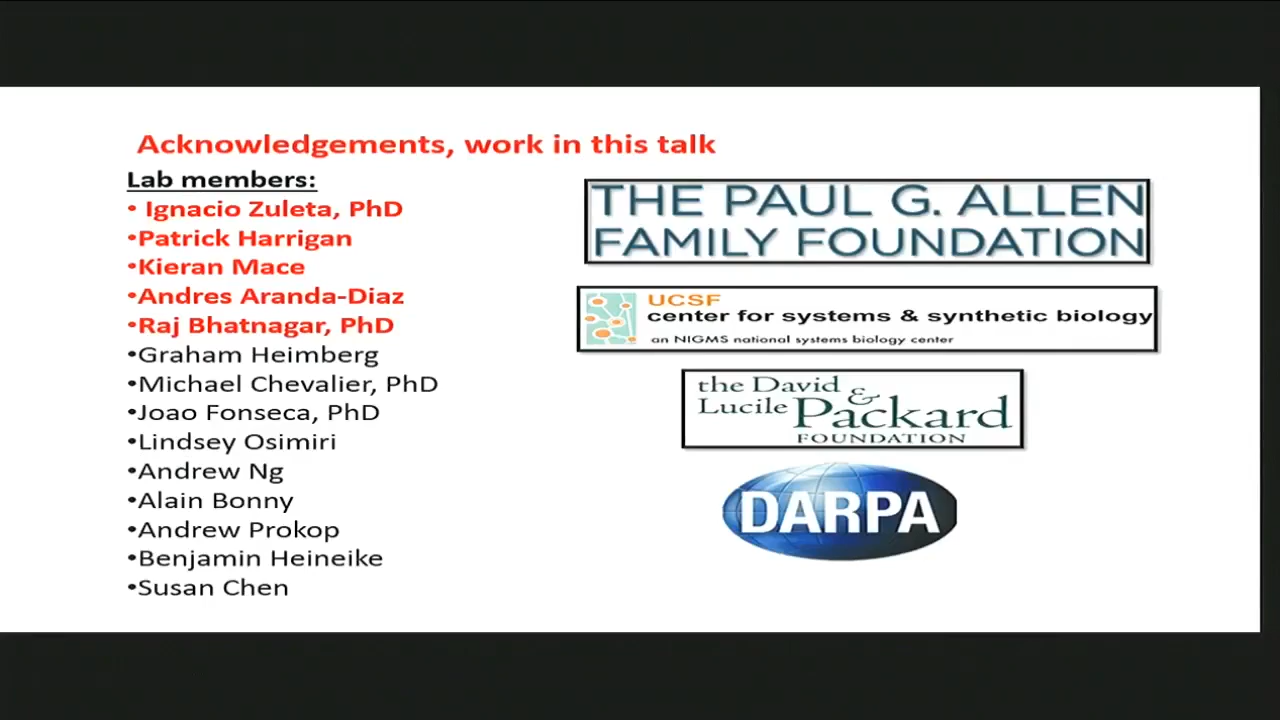 Acknowledgements, work in this talk
Lab members:
• Ignacio Zuleta, PhD
•Patrick Harrigan
•Kieran Mace
•Andres Aranda-Diaz
•Raj Bhatnagar, PhD
•Graham Heimberg
•Michael Chevalier, PhD
•Joao Fonseca, PhD
•Lindsey Osimiri
•Andrew Ng
•Alain Bonny
•Andrew Prokop
•Benjamin Heineike
•Susan Chen
THE PAUL G. ALLEN
FAMILY FOUNDATION
UCSF
center for systems & synthetic biology
an NIGMS national systems biology center
the David &
Lucile Packard
FOUNDATION
DARPA